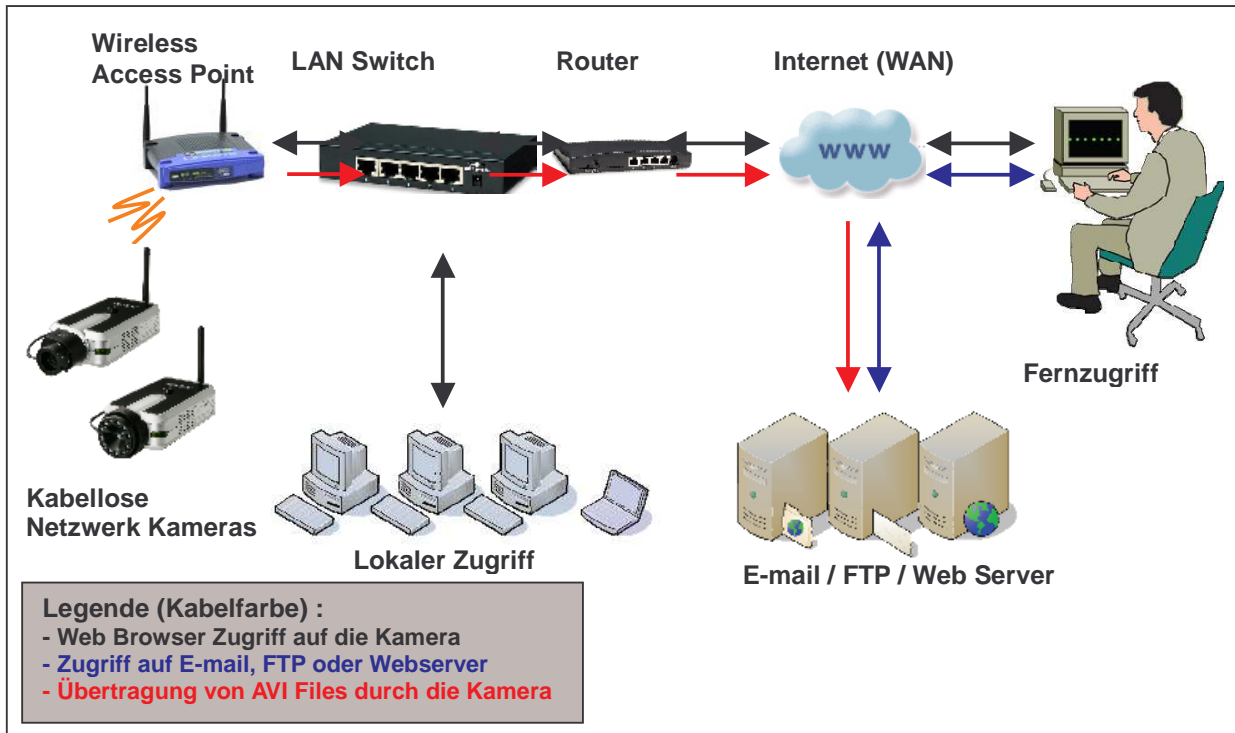 Wireless
Access Point
LAN Switch
Router
Internet (WAN)
www
Fernzugriff
Kabellose
Netzwerk Kameras
Lokaler Zugriff
E-mail / FTP / Web Server
Legende (Kabelfarbe) :
- Web Browser Zugriff auf die Kamera
- Zugriff auf E-mail, FTP oder Webserver
- Übertragung von AVI Files durch die Kamera